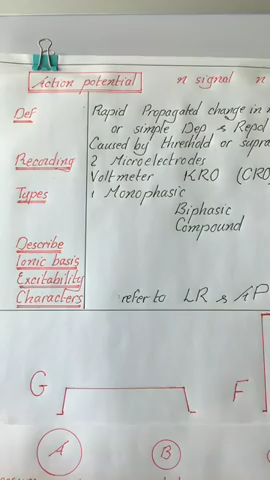 Action potential n signal n
Def Rapid Propagated change in
or simple Dep & Repol
Caused by threshold or supra
Recording 2 Microelectrodes
Voltmeter KRO (CRO
Types 1 Monophasic
Biphasic
Compound
Describe
Ionic basis
Excitability
Characters refer to LR & AP
G F
A B